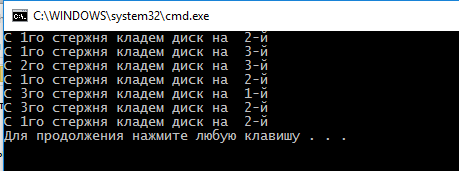 C:\WINDOWS\system32\cmd.exe
С 1го стержня кладем диск на  2-й
С 1го стержня кладем диск на  3-й
С 2го стержня кладем диск на  3-й
С 1го стержня кладем диск на  2-й
С 3го стержня кладем диск на  1-й
С 3го стержня кладем диск на  2-й
С 1го стержня кладем диск на  2-й
Для продолжения нажмите любую клавишу . . .